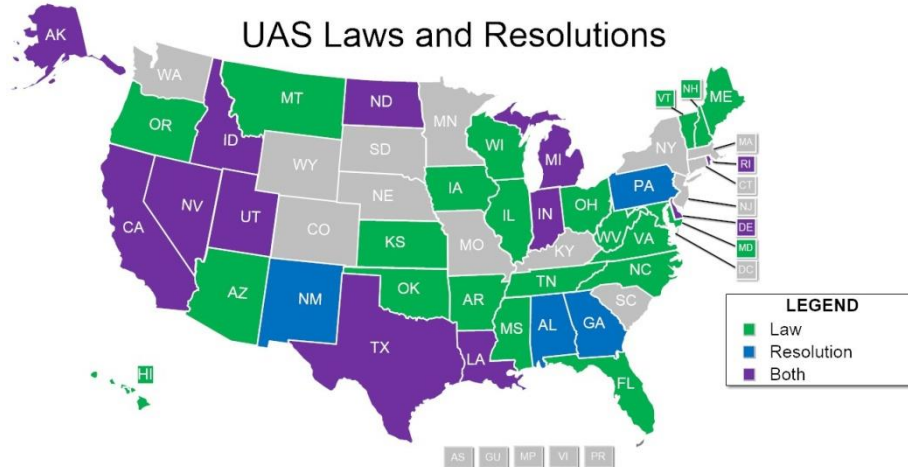 UAS Laws and Resolutions
AK
WA
MT
ND
MN
VT
NH
ME
OR
ID
WY
SD
WI
MI
NY
MA
RI
CT
NJ
DE
MD
DC
NE
IA
PA
CA
NV
UT
CO
KS
MO
IL
IN
OH
WV
VA
KY
AZ
NM
OK
AR
TN
NC
SC
TX
LA
MS
AL
GA
FL
HI
LEGEND
Law
Resolution
Both
AS GU MP VI PR